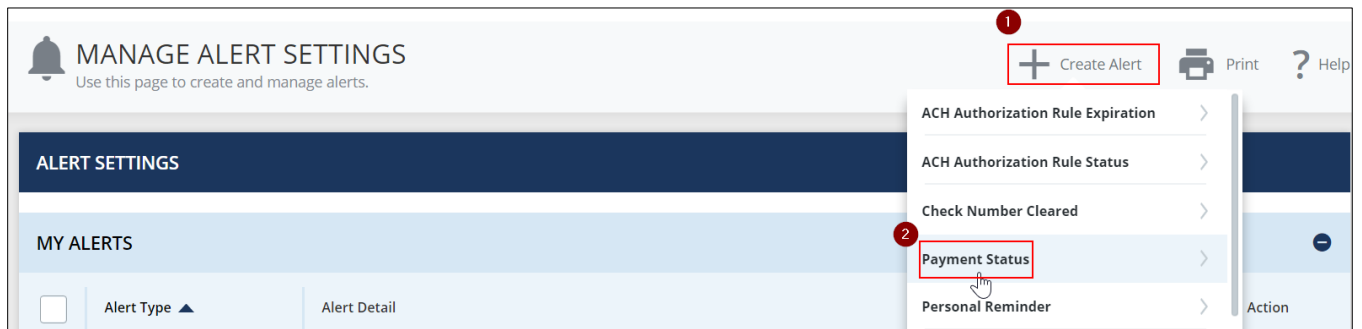 1
MANAGE ALERT SETTINGS
Use this page to create and manage alerts.
Create Alert
Print
? Help
ACH Authorization Rule Expiration
ALERT SETTINGS
ACH Authorization Rule Status
Check Number Cleared
MY ALERTS
2
Payment Status
Alert Type
Alert Detail
Personal Reminder
Action